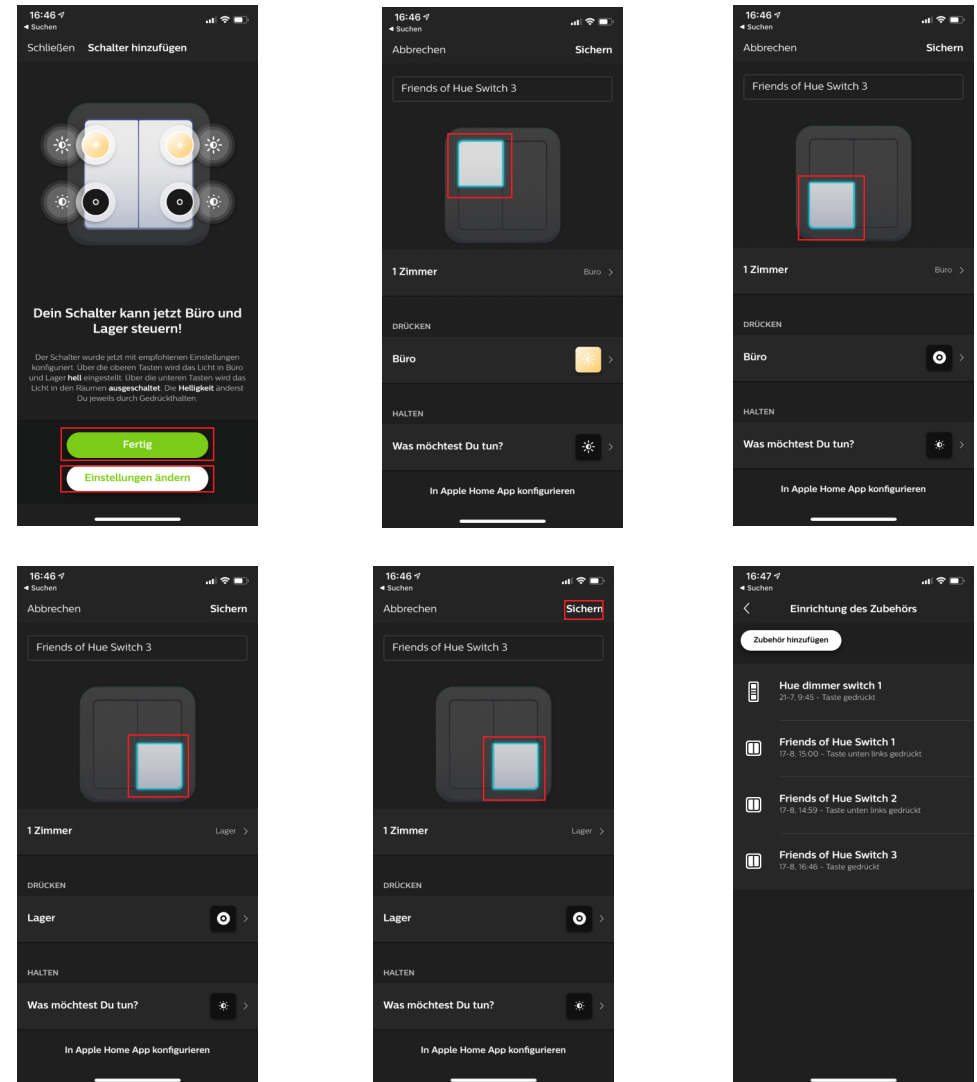 16:46
◀ Suchen
Schließen Schalter hinzufügen
Dein Schalter kann jetzt Büro und
Lager steuern!
Der Schalter wurde jetzt mit empfohlenen Einstellungen
konfiguriert. Über die oberen Tasten wird das Licht in Büro
und Lager hell eingestellt. Über die unteren Tasten wird das
Licht in den Räumen ausgeschaltet. Die Helligkeit änderst
Du jeweils durch Gedrückthalten.
Fertig
Einstellungen ändern
16:46
◀ Suchen
Abbrechen Sichern
Friends of Hue Switch 3
1 Zimmer Büro >
DRÜCKEN
Büro >
HALTEN
Was möchtest Du tun? >
In Apple Home App konfigurieren
16:46
◀ Suchen
Abbrechen Sichern
Friends of Hue Switch 3
1 Zimmer Büro >
DRÜCKEN
Büro >
HALTEN
Was möchtest Du tun? >
In Apple Home App konfigurieren
16:46
◀ Suchen
Abbrechen Sichern
Friends of Hue Switch 3
1 Zimmer Lager >
DRÜCKEN
Lager >
HALTEN
Was möchtest Du tun? >
In Apple Home App konfigurieren
16:46
◀ Suchen
Abbrechen Sichern
Friends of Hue Switch 3
1 Zimmer Lager >
DRÜCKEN
Lager >
HALTEN
Was möchtest Du tun? >
In Apple Home App konfigurieren
16:47
◀ Suchen
< Einrichtung des Zubehörs
Zubehör hinzufügen
Hue dimmer switch 1
21-7, 9:45 – Taste gedrückt
Friends of Hue Switch 1
17-8, 15:00 – Taste unten links gedrückt
Friends of Hue Switch 2
17-8, 14:59 – Taste unten links gedrückt
Friends of Hue Switch 3
17-8, 16:46 – Taste gedrückt